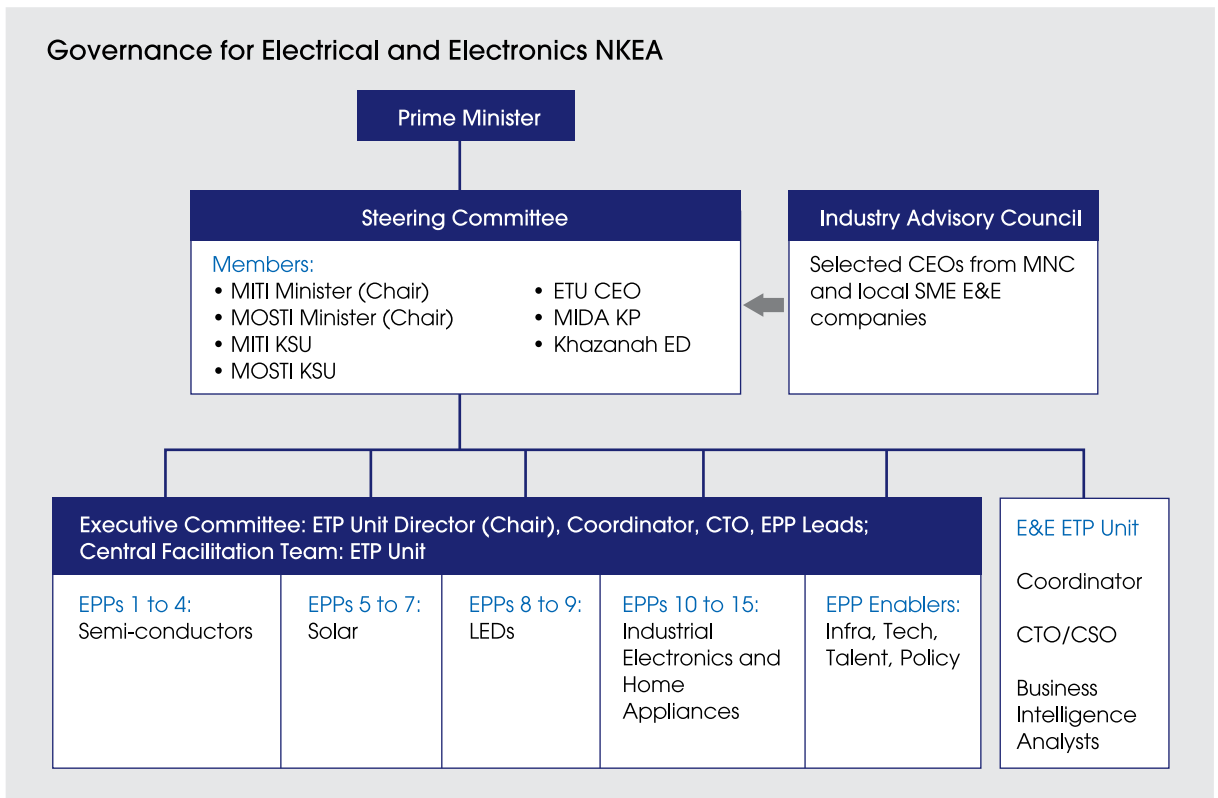 Governance for Electrical and Electronics NKEA
Prime Minister
Steering Committee
Members:
• MITI Minister (Chair)
• MOSTI Minister (Chair)
• MITI KSU
• MOSTI KSU
• ETU CEO
• MIDA KP
• Khazanah ED
Industry Advisory Council
Selected CEOs from MNC
and local SME E&E
companies
Executive Committee: ETP Unit Director (Chair), Coordinator, CTO, EPP Leads;
Central Facilitation Team: ETP Unit
EPPs 1 to 4:
Semi-conductors
EPPs 5 to 7:
Solar
EPPs 8 to 9:
LEDs
EPPs 10 to 15:
Industrial
Electronics and
Home
Appliances
EPP Enablers:
Infra, Tech,
Talent, Policy
E&E ETP Unit
Coordinator
CTO/CSO
Business
Intelligence
Analysts